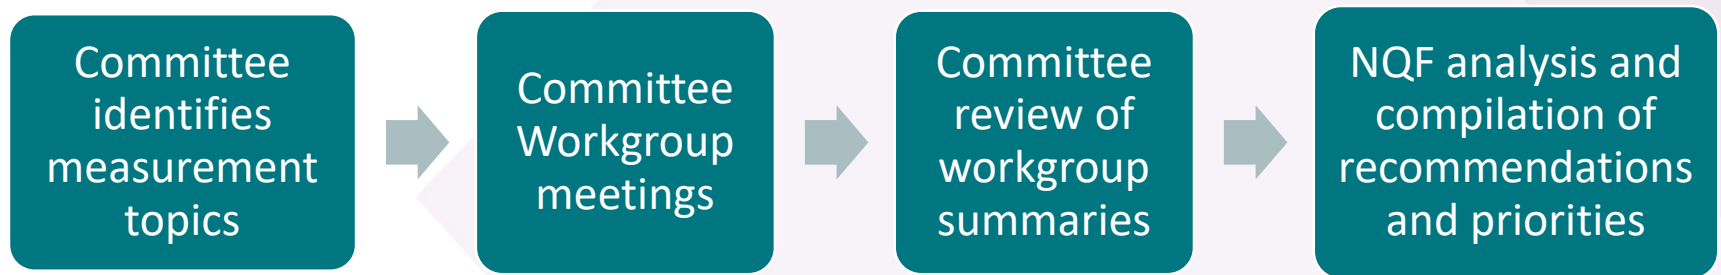 Committee
identifies
measurement
topics
Committee
Workgroup
meetings
Committee
review of
workgroup
summaries
NQF analysis and
compilation of
recommendations
and priorities